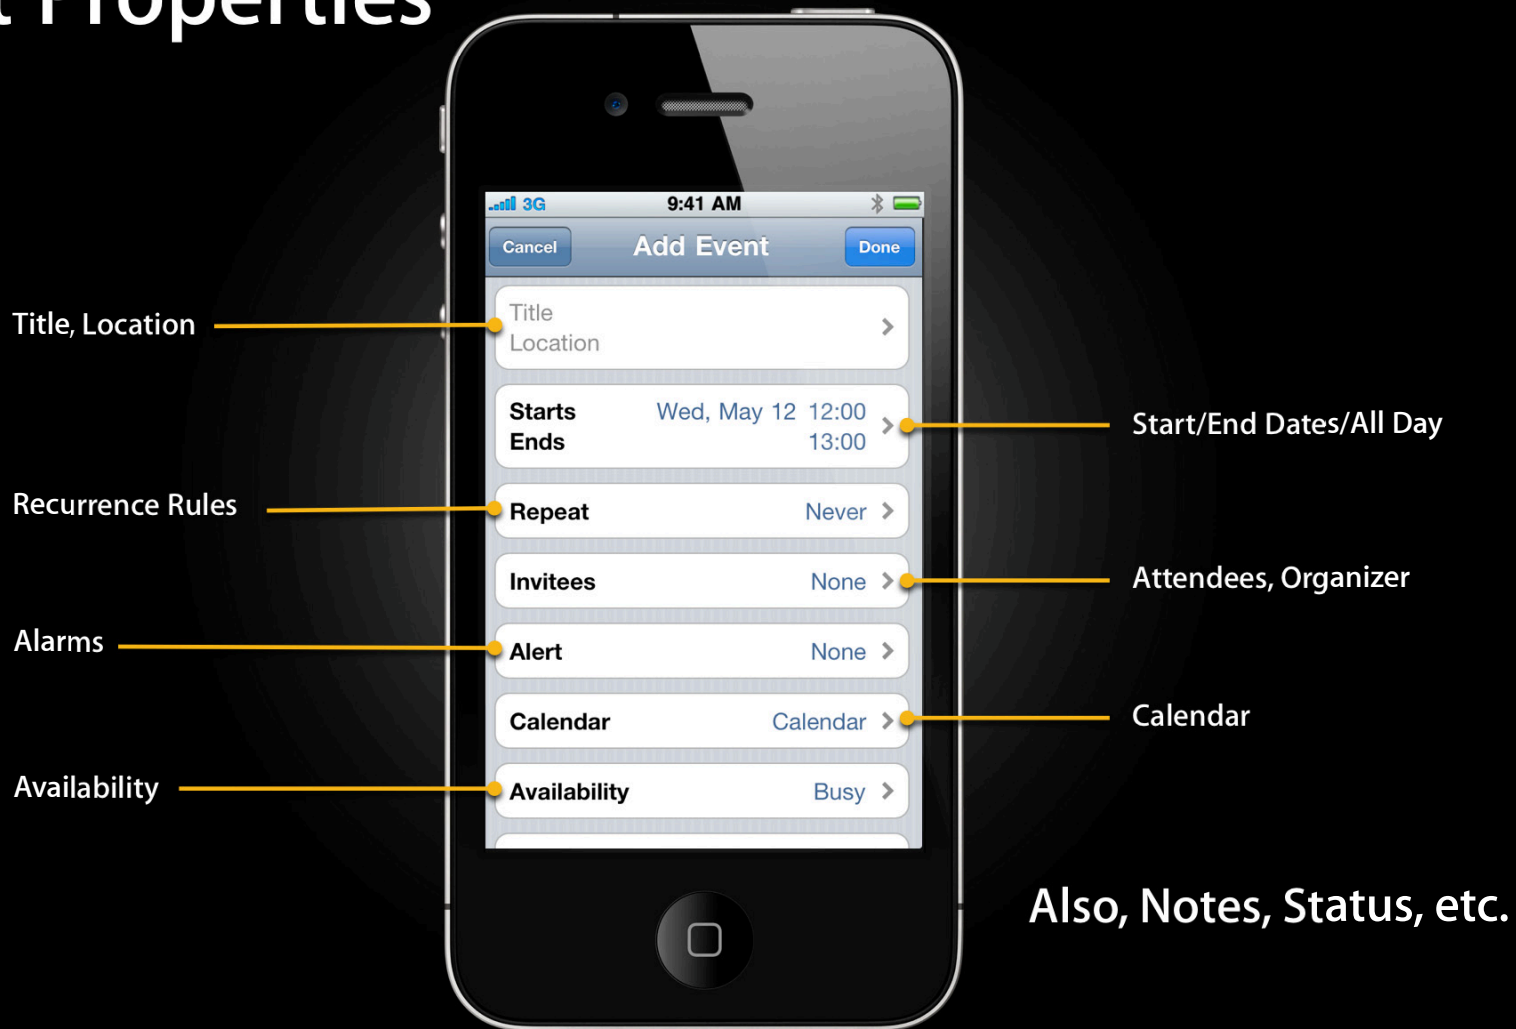 t Properties
3G 9:41 AM
Cancel Add Event Done
Title
Location
Starts Wed, May 12 12:00
Ends 13:00
Repeat Never
Invitees None
Alert None
Calendar Calendar
Availability Busy
Title, Location
Recurrence Rules
Alarms
Availability
Start/End Dates/All Day
Attendees, Organizer
Calendar
Also, Notes, Status, etc.